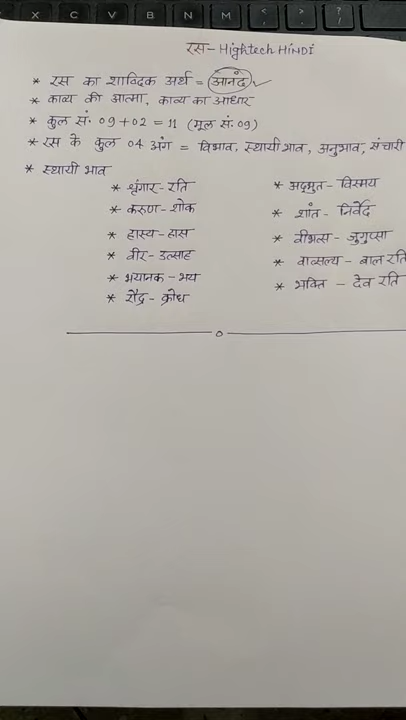 X C V B N M < , > . ? /
रस- Hightech HiNDi
* रस का शाब्दिक अर्थ = आनंद ✓
* काव्य की आत्मा, काव्य का आधार
* कुल सं. 09+02 = 11 (मूल सं. 09)
* रस के कुल 04 अंग = विभाव, स्थायी भाव, अनुभाव, संचारी
* स्थायी भाव
* शृंगार - रति
* करुण - शोक
* हास्य - हास
* वीर - उत्साह
* भयानक - भय
* रौद्र - क्रोध
* अद्भुत - विस्मय
* शांत - निर्वेद
* वीभत्स - जुगुप्सा
* वात्सल्य - बाल रति
* भक्ति - देव रति